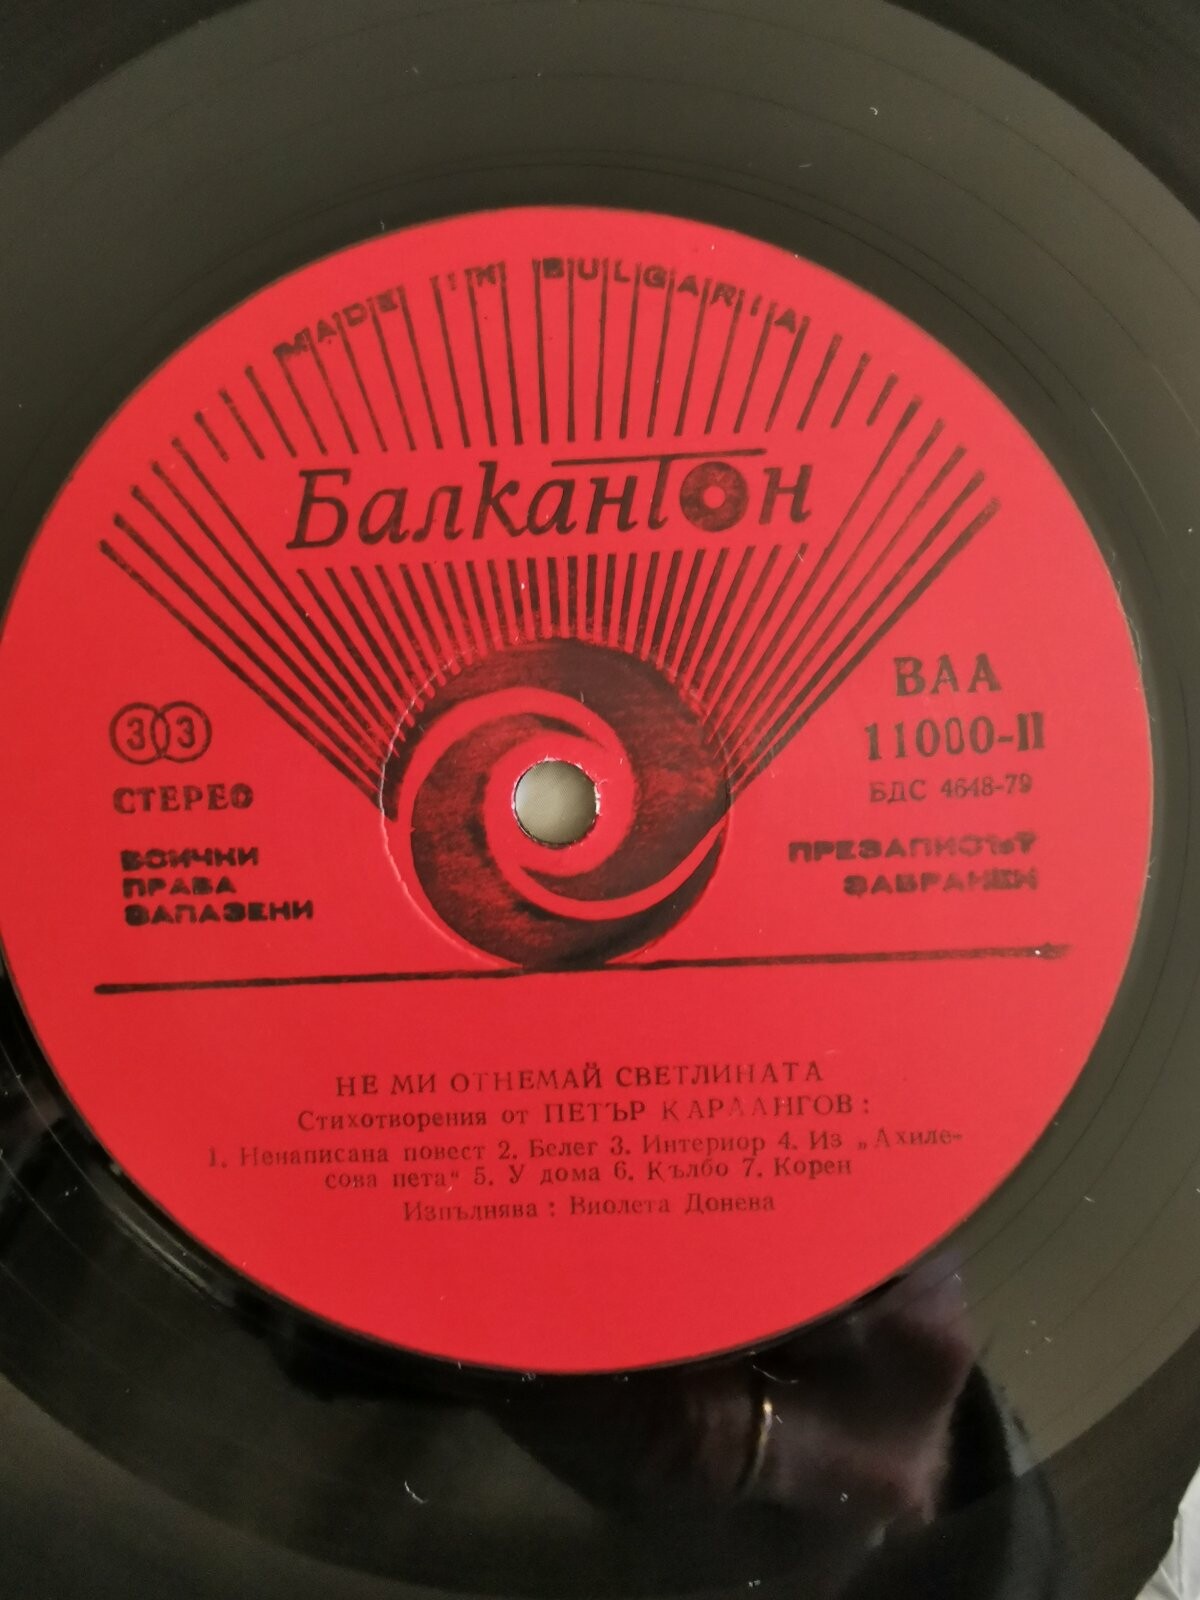 MADE IN BULGARIA
Балкантон
33
СТЕРЕО
ВСИЧКИ
ПРАВА
ЗАПАЗЕНИ
ВАА
11000-II
БДС 4648-79
ПРЕЗАПИСЪТ
ЗАБРАНЕН
НЕ МИ ОТНЕМАЙ СВЕТЛИНАТА
Стихотворения от ПЕТЪР КАРААНГОВ :
1. Ненаписана повест 2. Белег 3. Интериор 4. Из „Ахиле-
сова пета" 5. У дома 6. Кълбо 7. Корен
Изпълнява : Виолета Донева